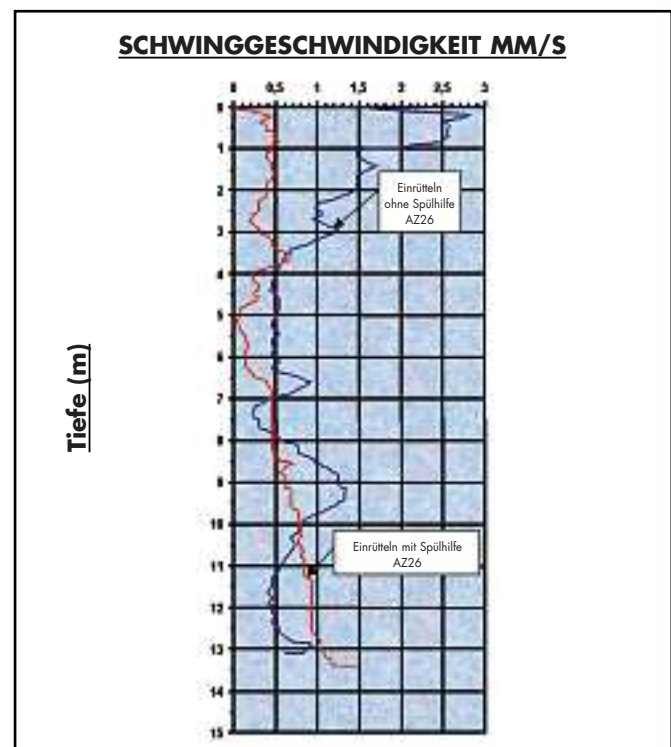 SCHWINGGESCHWINDIGKEIT MM/S
0 0,5 1 1,5 2 2,5 3
0
1
2
Einrütteln
ohne Spülhilfe
AZ26
3
4
5
Tiefe (m)
6
7
8
9
10
Einrütteln mit Spülhilfe
AZ26
11
12
13
14
15